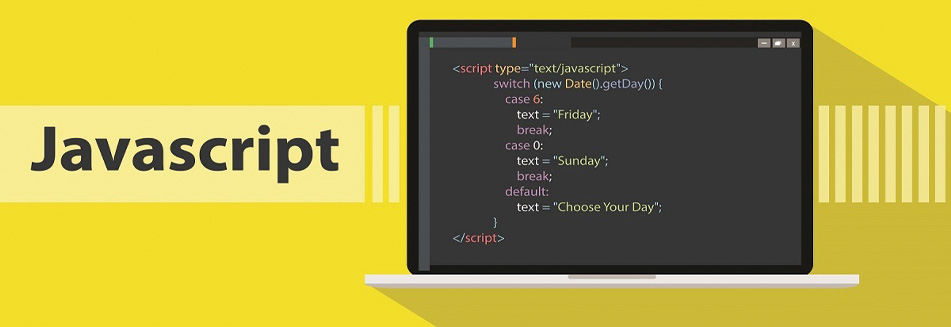 Javascript
<script type="text/javascript">
switch (new Date().getDay()) {
case 6:
text = "Friday";
break;
case 0:
text = "Sunday";
break;
default:
text = "Choose Your Day";
}
</script>